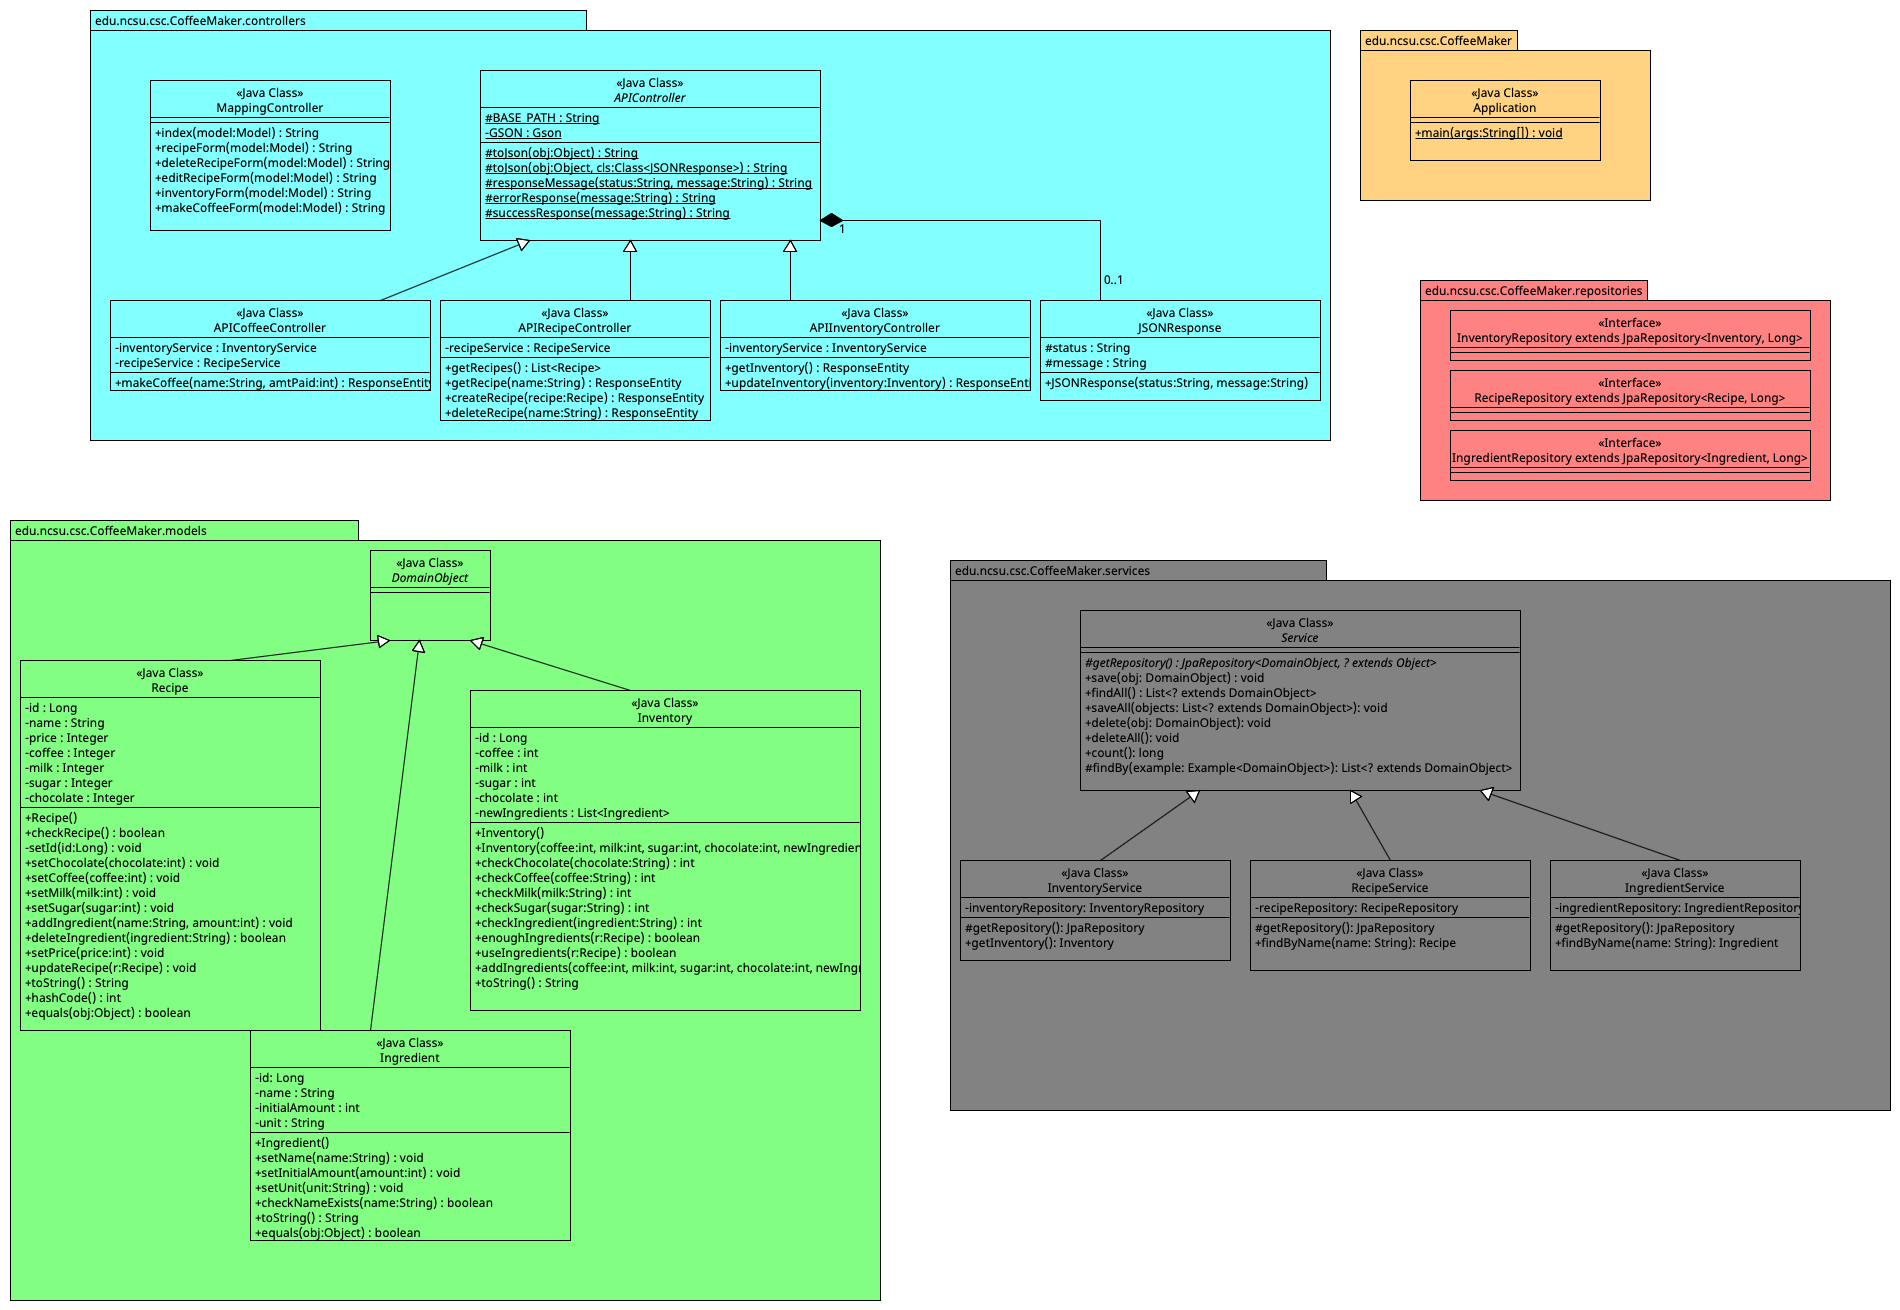 edu.ncsu.csc.CoffeeMaker.controllers
«Java Class»
MappingController
+index(model:Model) : String
+recipeForm(model:Model) : String
+deleteRecipeForm(model:Model) : String
+editRecipeForm(model:Model) : String
+inventoryForm(model:Model) : String
+makeCoffeeForm(model:Model) : String
«Java Class»
APIController
#BASE_PATH : String
-GSON : Gson
#toJson(obj:Object) : String
#toJson(obj:Object, cls:Class<JSONResponse>) : String
#responseMessage(status:String, message:String) : String
#errorResponse(message:String) : String
#successResponse(message:String) : String
1
0..1
«Java Class»
APICoffeeController
-inventoryService : InventoryService
-recipeService : RecipeService
+makeCoffee(name:String, amtPaid:int) : ResponseEntity
«Java Class»
APIRecipeController
-recipeService : RecipeService
+getRecipes() : List<Recipe>
+getRecipe(name:String) : ResponseEntity
+createRecipe(recipe:Recipe) : ResponseEntity
+deleteRecipe(name:String) : ResponseEntity
«Java Class»
APIInventoryController
-inventoryService : InventoryService
+getInventory() : ResponseEntity
+updateInventory(inventory:Inventory) : ResponseEnti
«Java Class»
JSONResponse
#status : String
#message : String
+JSONResponse(status:String, message:String)
edu.ncsu.csc.CoffeeMaker
«Java Class»
Application
+main(args:String[]) : void
edu.ncsu.csc.CoffeeMaker.repositories
«Interface»
InventoryRepository extends JpaRepository<Inventory, Long>
«Interface»
RecipeRepository extends JpaRepository<Recipe, Long>
«Interface»
IngredientRepository extends JpaRepository<Ingredient, Long>
edu.ncsu.csc.CoffeeMaker.models
«Java Class»
DomainObject
«Java Class»
Recipe
-id : Long
-name : String
-price : Integer
-coffee : Integer
-milk : Integer
-sugar : Integer
-chocolate : Integer
+Recipe()
+checkRecipe() : boolean
-setId(id:Long) : void
+setChocolate(chocolate:int) : void
+setCoffee(coffee:int) : void
+setMilk(milk:int) : void
+setSugar(sugar:int) : void
+addIngredient(name:String, amount:int) : void
+deleteIngredient(ingredient:String) : boolean
+setPrice(price:int) : void
+updateRecipe(r:Recipe) : void
+toString() : String
+hashCode() : int
+equals(obj:Object) : boolean
«Java Class»
Inventory
-id : Long
-coffee : int
-milk : int
-sugar : int
-chocolate : int
-newIngredients : List<Ingredient>
+Inventory()
+Inventory(coffee:int, milk:int, sugar:int, chocolate:int, newIngredien
+checkChocolate(chocolate:String) : int
+checkCoffee(coffee:String) : int
+checkMilk(milk:String) : int
+checkSugar(sugar:String) : int
+checkIngredient(ingredient:String) : int
+enoughIngredients(r:Recipe) : boolean
+useIngredients(r:Recipe) : boolean
+addIngredients(coffee:int, milk:int, sugar:int, chocolate:int, newIngr
+toString() : String
«Java Class»
Ingredient
-id: Long
-name : String
-initialAmount : int
-unit : String
+Ingredient()
+setName(name:String) : void
+setInitialAmount(amount:int) : void
+setUnit(unit:String) : void
+checkNameExists(name:String) : boolean
+toString() : String
+equals(obj:Object) : boolean
edu.ncsu.csc.CoffeeMaker.services
«Java Class»
Service
#getRepository() : JpaRepository<DomainObject, ? extends Object>
+save(obj: DomainObject) : void
+findAll() : List<? extends DomainObject>
+saveAll(objects: List<? extends DomainObject>): void
+delete(obj: DomainObject): void
+deleteAll(): void
+count(): long
#findBy(example: Example<DomainObject>): List<? extends DomainObject>
«Java Class»
InventoryService
-inventoryRepository: InventoryRepository
#getRepository(): JpaRepository
+getInventory(): Inventory
«Java Class»
RecipeService
-recipeRepository: RecipeRepository
#getRepository(): JpaRepository
+findByName(name: String): Recipe
«Java Class»
IngredientService
-ingredientRepository: IngredientRepository
#getRepository(): JpaRepository
+findByName(name: String): Ingredient